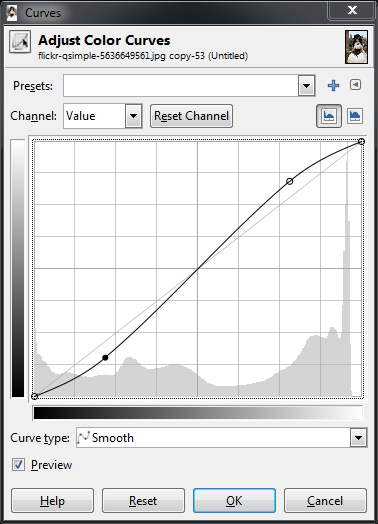 Curves
Adjust Color Curves
flickr-qsimple-5636649561.jpg copy-53 (Untitled)
Presets:
Channel: Value Reset Channel
Curve type: Smooth
Preview
Help Reset OK Cancel